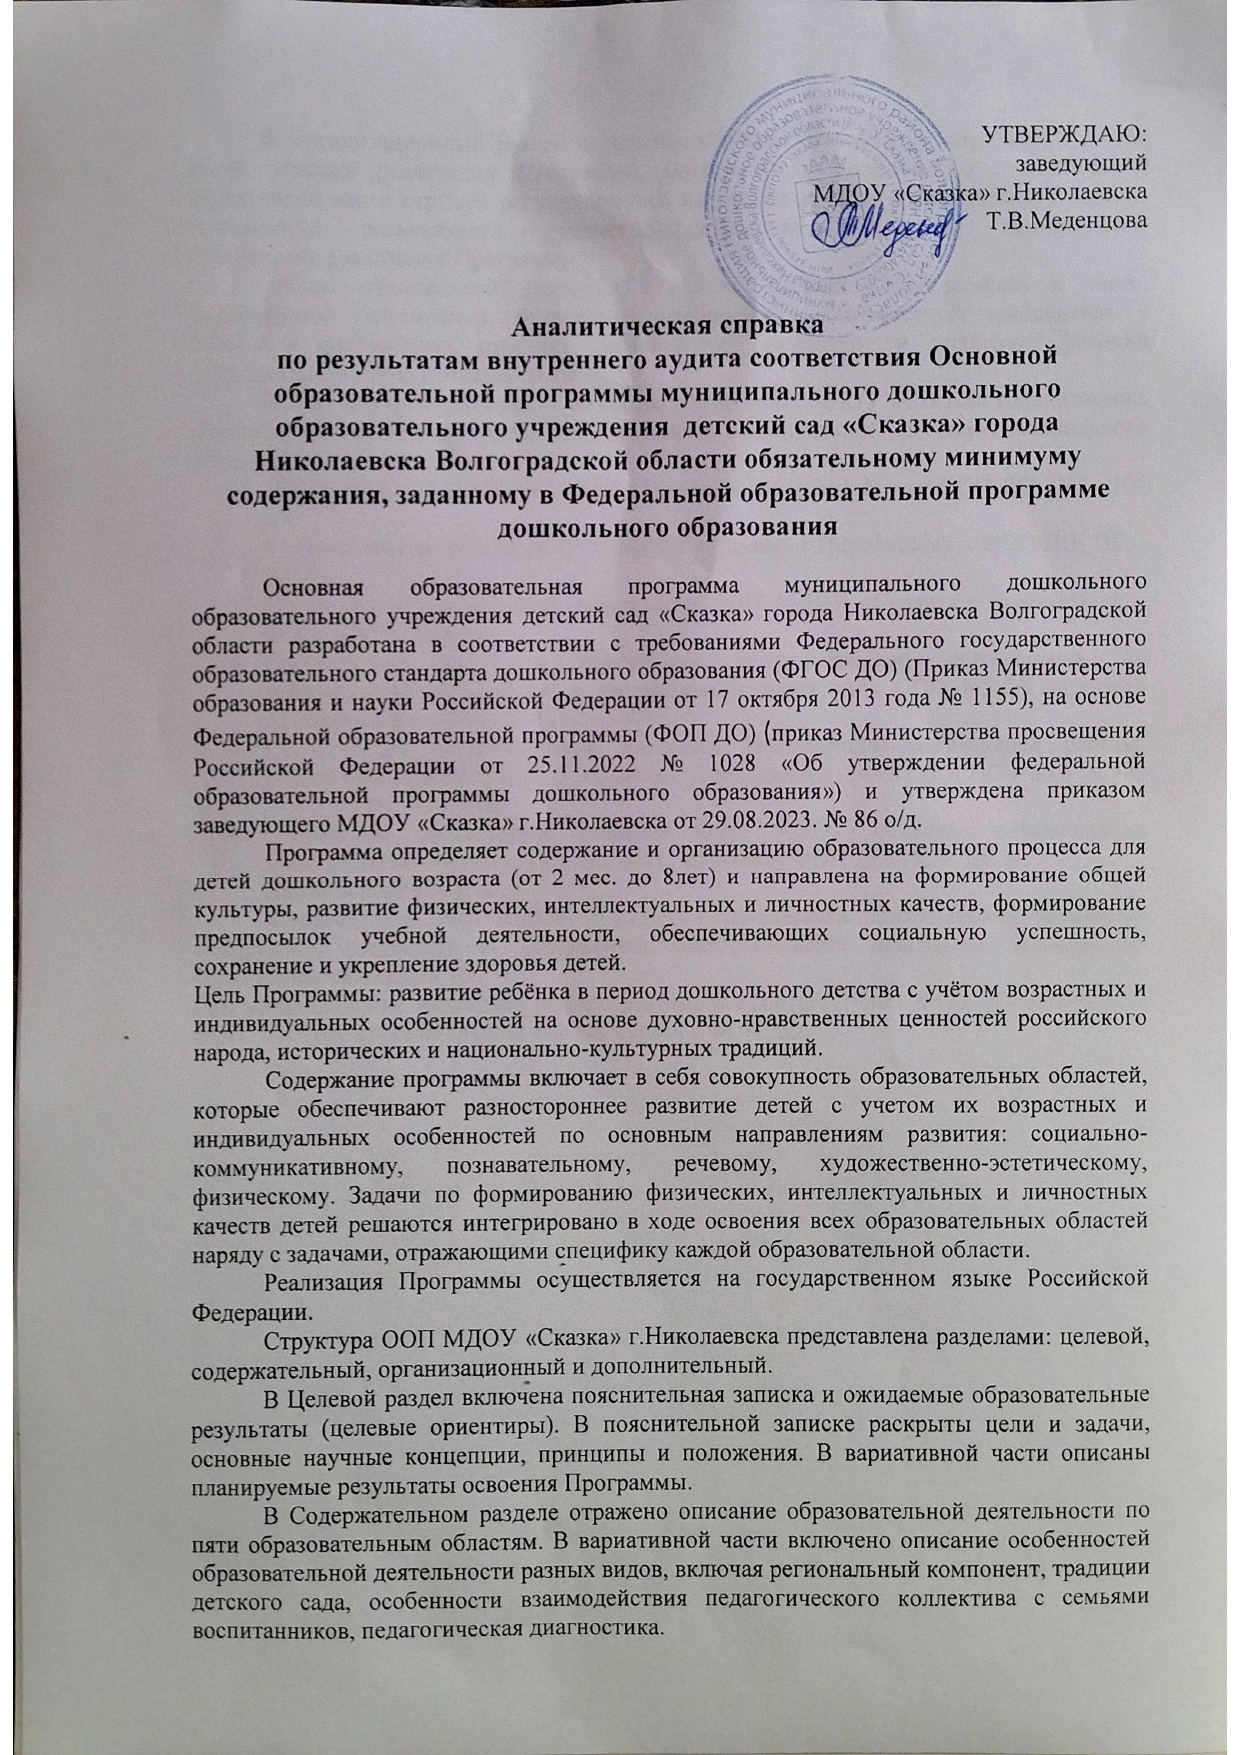 УТВЕРЖДАЮ:
заведующий
МДОУ «Сказка» г.Николаевска
Т.В.Меденцова
Аналитическая справка
по результатам внутреннего аудита соответствия Основной
образовательной программы муниципального дошкольного
образовательного учреждения детский сад «Сказка» города
Николаевска Волгоградской области обязательному минимуму
содержания, заданному в Федеральной образовательной программе
дошкольного образования
Основная образовательная программа муниципального дошкольного
образовательного учреждения детский сад «Сказка» города Николаевска Волгоградской
области разработана в соответствии с требованиями Федерального государственного
образовательного стандарта дошкольного образования (ФГОС ДО) (Приказ Министерства
образования и науки Российской Федерации от 17 октября 2013 года № 1155), на основе
Федеральной образовательной программы (ФОП ДО) (приказ Министерства просвещения
Российской Федерации от 25.11.2022 № 1028 «Об утверждении федеральной
образовательной программы дошкольного образования») и утверждена приказом
заведующего МДОУ «Сказка» г.Николаевска от 29.08.2023. № 86 о/д.
Программа определяет содержание и организацию образовательного процесса для
детей дошкольного возраста (от 2 мес. до 8лет) и направлена на формирование общей
культуры, развитие физических, интеллектуальных и личностных качеств, формирование
предпосылок учебной деятельности, обеспечивающих социальную успешность,
сохранение и укрепление здоровья детей.
Цель Программы: развитие ребёнка в период дошкольного детства с учётом возрастных и
индивидуальных особенностей на основе духовно-нравственных ценностей российского
народа, исторических и национально-культурных традиций.
Содержание программы включает в себя совокупность образовательных областей,
которые обеспечивают разностороннее развитие детей с учетом их возрастных и
индивидуальных особенностей по основным направлениям развития: социально-
коммуникативному, познавательному, речевому, художественно-эстетическому,
физическому. Задачи по формированию физических, интеллектуальных и личностных
качеств детей решаются интегрировано в ходе освоения всех образовательных областей
наряду с задачами, отражающими специфику каждой образовательной области.
Реализация Программы осуществляется на государственном языке Российской
Федерации.
Структура ООП МДОУ «Сказка» г.Николаевска представлена разделами: целевой,
содержательный, организационный и дополнительный.
В Целевой раздел включена пояснительная записка и ожидаемые образовательные
результаты (целевые ориентиры). В пояснительной записке раскрыты цели и задачи,
основные научные концепции, принципы и положения. В вариативной части описаны
планируемые результаты освоения Программы.
В Содержательном разделе отражено описание образовательной деятельности по
пяти образовательным областям. В вариативной части включено описание особенностей
образовательной деятельности разных видов, включая региональный компонент, традиции
детского сада, особенности взаимодействия педагогического коллектива с семьями
воспитанников, педагогическая диагностика.